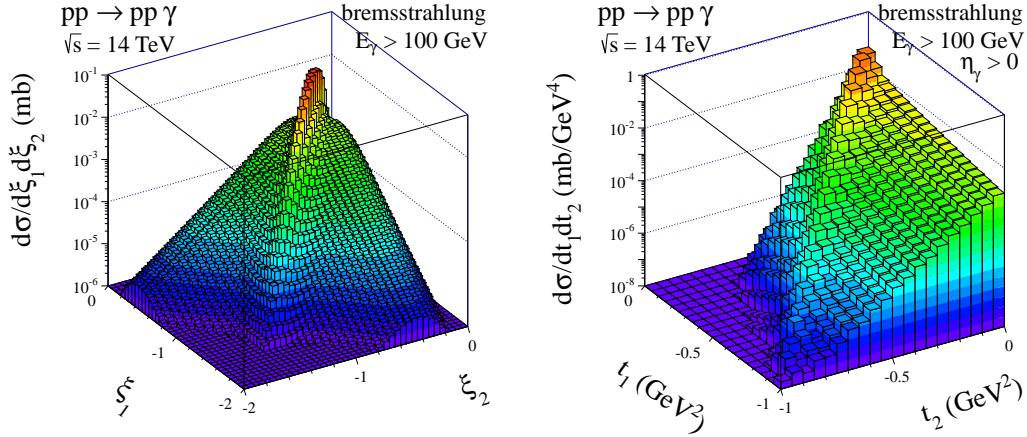 pp → pp γ
bremsstrahlung
√s = 14 TeV
E_γ > 100 GeV
dσ/dξ_1dξ_2 (mb)
10^-1
10^-2
10^-3
10^-4
10^-5
10^-6
0
-1
-2
ξ_1
-2
-1
0
ξ_2
pp → pp γ
bremsstrahlung
√s = 14 TeV
E_γ > 100 GeV
η_γ > 0
dσ/dt_1dt_2 (mb/GeV^4)
1
10^-2
10^-4
10^-6
10^-8
0
-0.5
-1
t_1 (GeV^2)
-1
-0.5
0
t_2 (GeV^2)